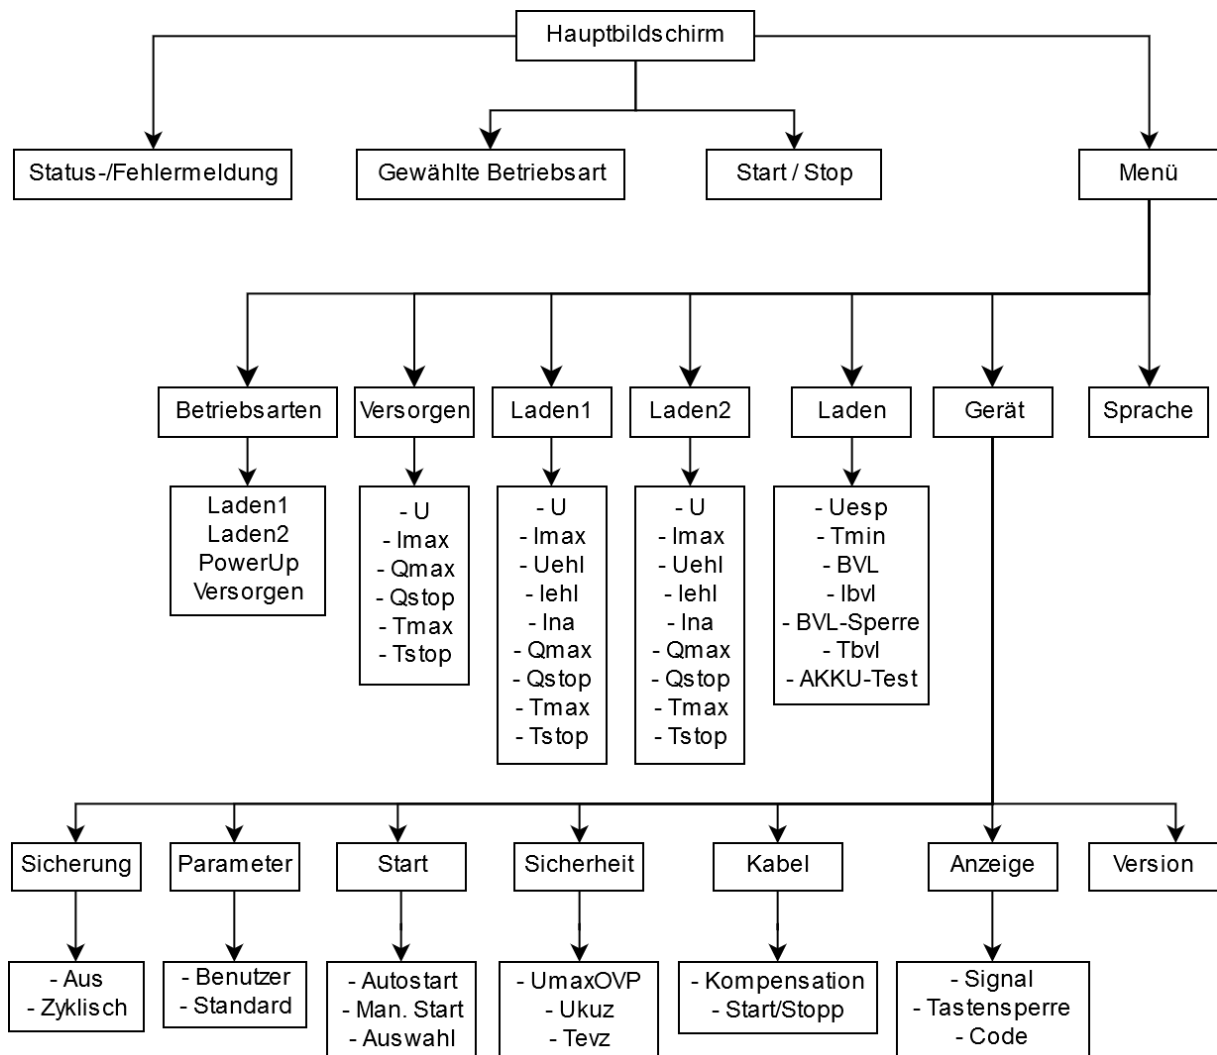 Hauptbildschirm
Status-/Fehlermeldung
Gewählte Betriebsart
Start / Stop
Menü
Betriebsarten
Versorgen
Laden1
Laden2
Laden
Gerät
Sprache
Laden1
Laden2
PowerUp
Versorgen
- U
- Imax
- Qmax
- Qstop
- Tmax
- Tstop
- U
- Imax
- Uehl
- Iehl
- Ina
- Qmax
- Qstop
- Tmax
- Tstop
- U
- Imax
- Uehl
- Iehl
- Ina
- Qmax
- Qstop
- Tmax
- Tstop
- Uesp
- Tmin
- BVL
- Ibvl
- BVL-Sperre
- Tbvl
- AKKU-Test
Sicherung
Parameter
Start
Sicherheit
Kabel
Anzeige
Version
- Aus
- Zyklisch
- Benutzer
- Standard
- Autostart
- Man. Start
- Auswahl
- UmaxOVP
- Ukuz
- Tevz
- Kompensation
- Start/Stopp
- Signal
- Tastensperre
- Code